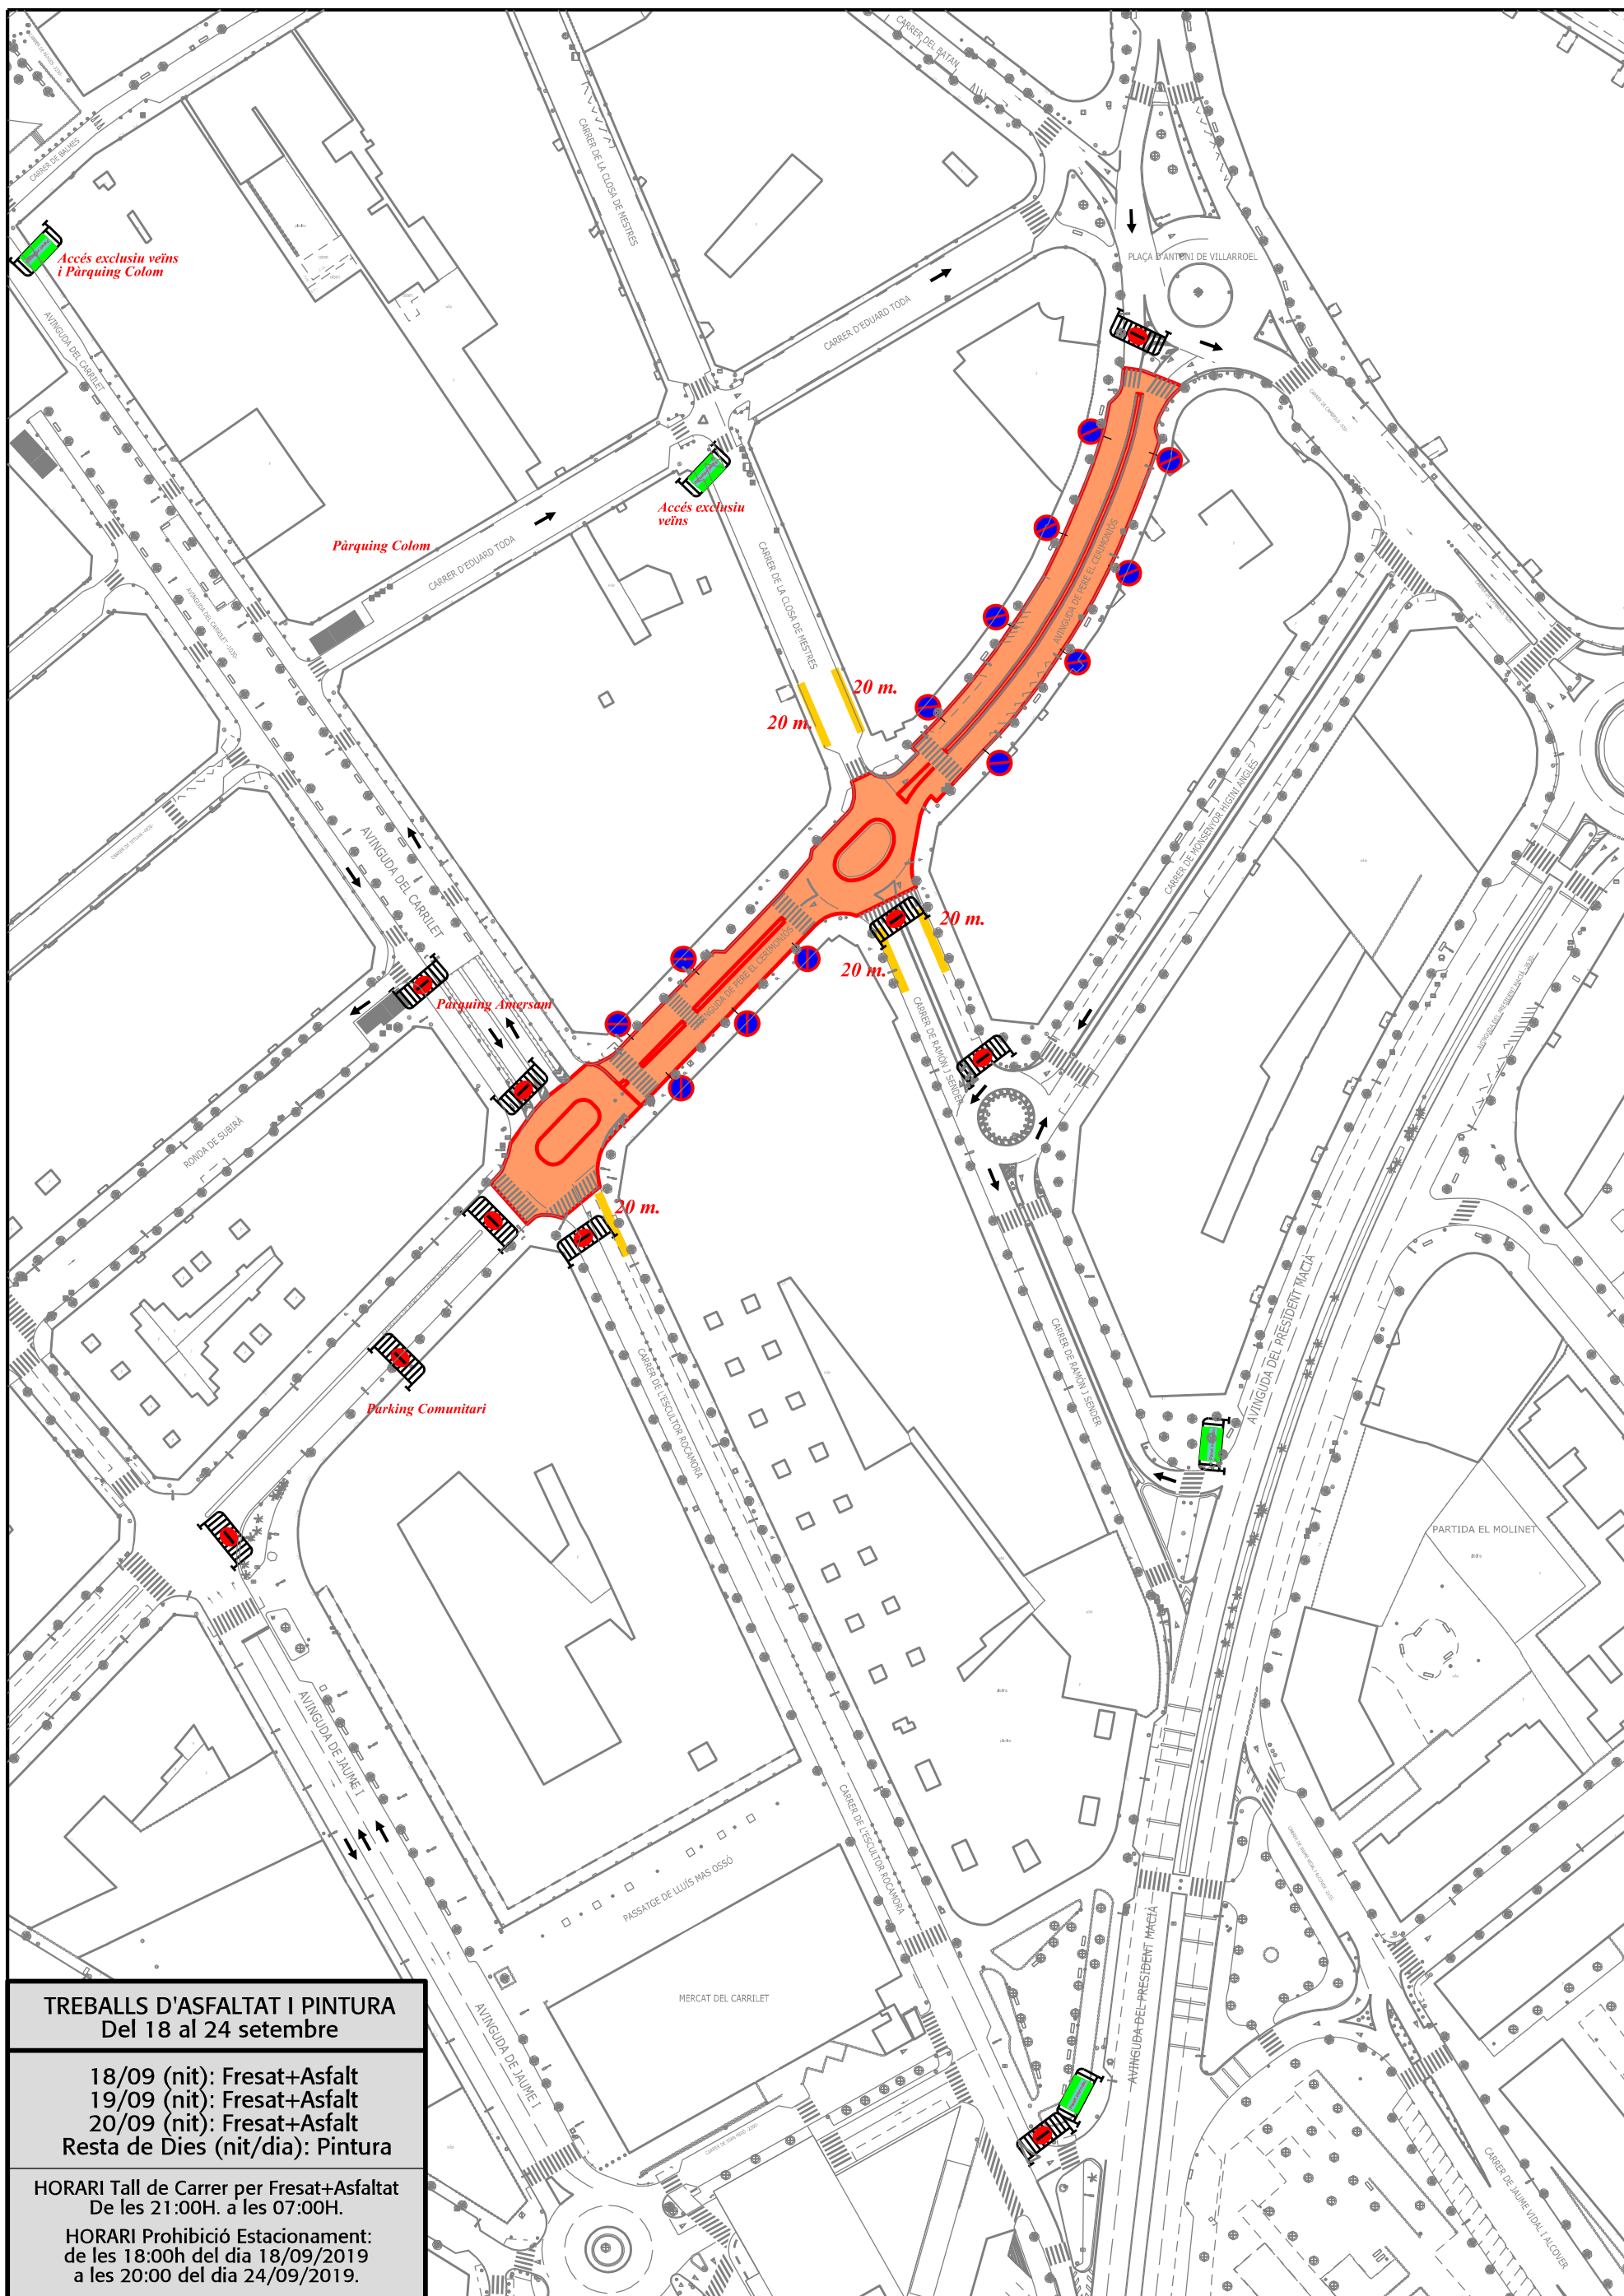 CARRER DEL BATAN
CARRER DE BALMES
CARRER DE LA CLOSA DE MESTRES
PLAÇA D'ANTONI DE VILLARROEL
Accés exclusiu veïns
i Pàrquing Colom
AVINGUDA DEL CARRILET
CARRER D'EDUARD TODA
Accés exclusiu
veïns
Pàrquing Colom
CARRER D'EDUARD TODA
CARRER DE LA CLOSA DE MESTRES
AVINGUDA DE PERE EL CERIMONIÓS
20 m.
20 m.
AVINGUDA DEL CARRILET
CARRER DE MONSENYOR HIGINI ANGLÈS
20 m.
20 m.
AVINGUDA DE PERE EL CERIMONIÓS
Pàrquing Amersam
CARRER DE RAMÓN J SENDER
RONDA DE SUBIRÀ
20 m.
AVINGUDA DEL PRESIDENT MACIÀ
CARRER DE RAMÓN J SENDER
CARRER DE L'ESCULTOR ROCAMORA
Parking Comunitari
PARTIDA EL MOLINET
AVINGUDA DE JAUME I
CARRER DE L'ESCULTOR ROCAMORA
PASSATGE DE LLUÍS MAS OSSÓ
AVINGUDA DEL PRESIDENT MACIÀ
MERCAT DEL CARRILET
AVINGUDA DE JAUME I
CARRER DE JAUME VIDAL I ALCOVER
TREBALLS D'ASFALTAT I PINTURA
Del 18 al 24 setembre
18/09 (nit): Fresat+Asfalt
19/09 (nit): Fresat+Asfalt
20/09 (nit): Fresat+Asfalt
Resta de Dies (nit/dia): Pintura
HORARI Tall de Carrer per Fresat+Asfaltat
De les 21:00H. a les 07:00H.
HORARI Prohibició Estacionament:
de les 18:00h del dia 18/09/2019
a les 20:00 del dia 24/09/2019.